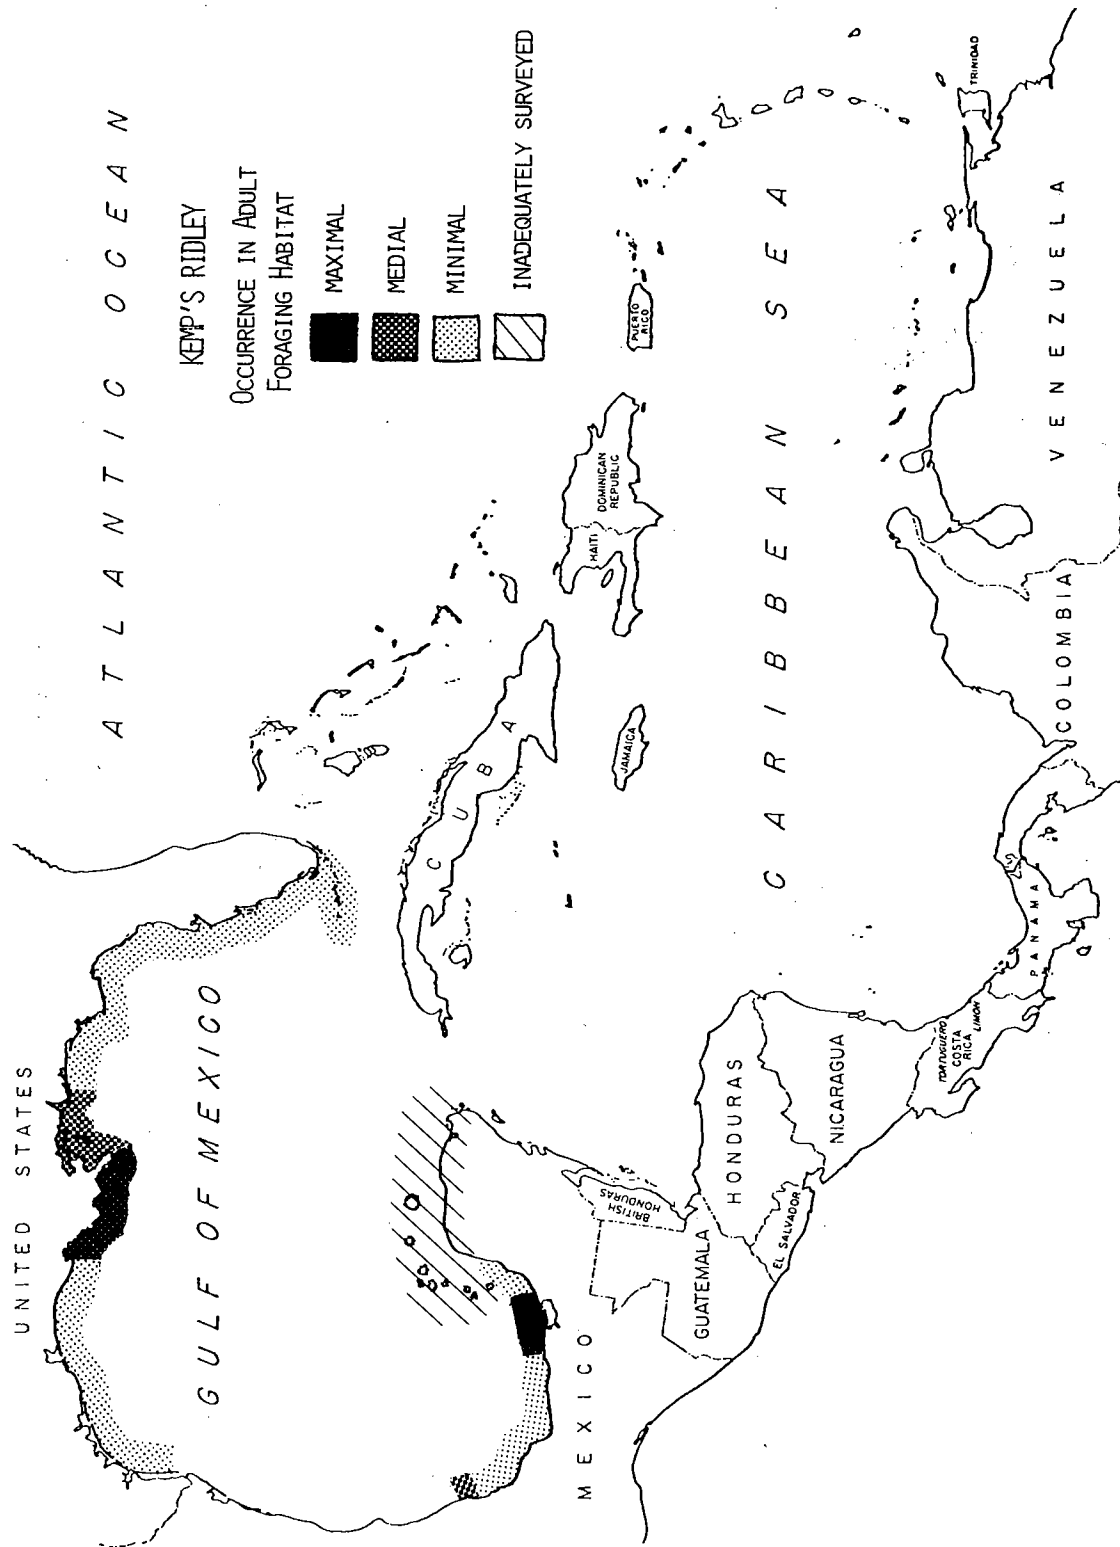 ATLANTIC OCEAN
KEMP'S RIDLEY
OCCURRENCE IN ADULT
FORAGING HABITAT
MAXIMAL
MEDIAL
MINIMAL
INADEQUATELY SURVEYED
UNITED STATES
GULF OF MEXICO
CUBA
HAITI
DOMINICAN
REPUBLIC
PUERTO
RICO
JAMAICA
CARIBBEAN SEA
MEXICO
BRITISH
HONDURAS
GUATEMALA
HONDURAS
EL SALVADOR
NICARAGUA
TORTUGUERO
COSTA
RICA
LIMON
PANAMA
COLOMBIA
VENEZUELA
TRINIDAD